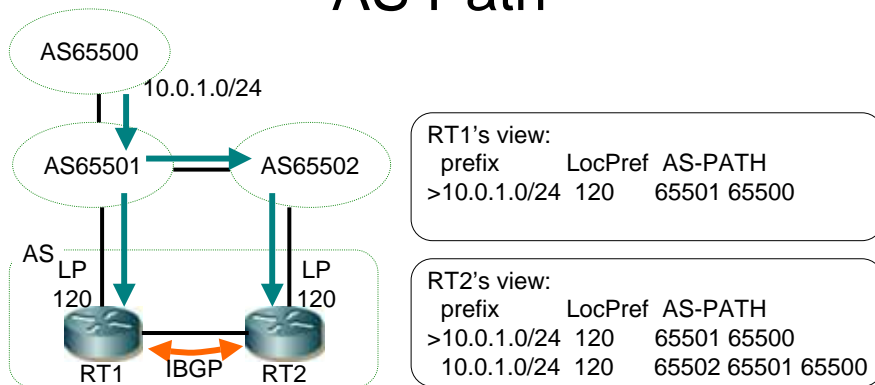 AS Path
AS65500
10.0.1.0/24
AS65501
AS65502
AS
LP
120
LP
120
RT1
IBGP
RT2
RT1's view:
prefix LocPref AS-PATH
>10.0.1.0/24 120 65501 65500
RT2's view:
prefix LocPref AS-PATH
>10.0.1.0/24 120 65501 65500
10.0.1.0/24 120 65502 65501 65500